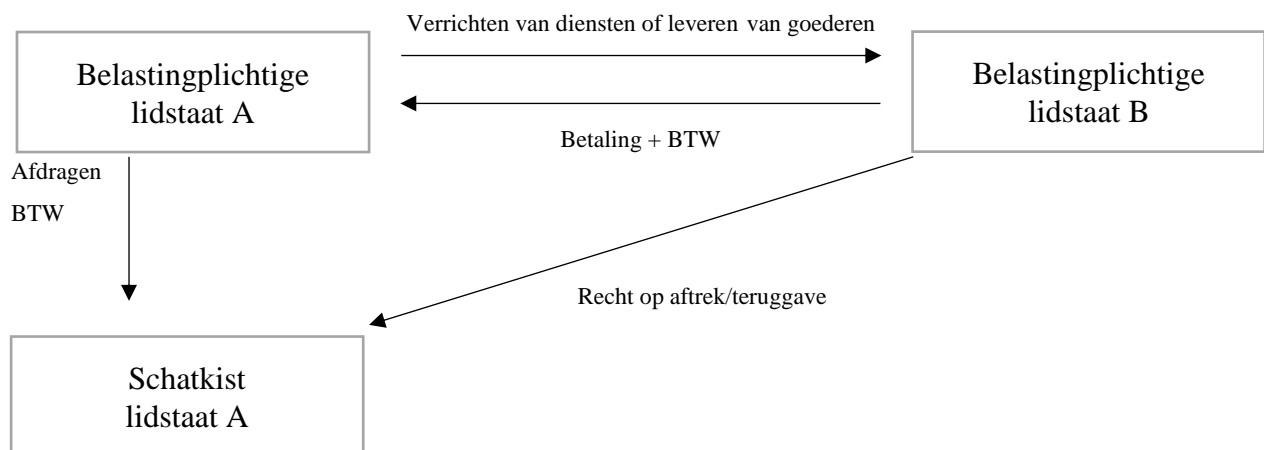 Verrichten van diensten of leveren van goederen
Belastingplichtige
lidstaat A
Belastingplichtige
lidstaat B
Betaling + BTW
Afdragen
BTW
Recht op aftrek/teruggave
Schatkist
lidstaat A